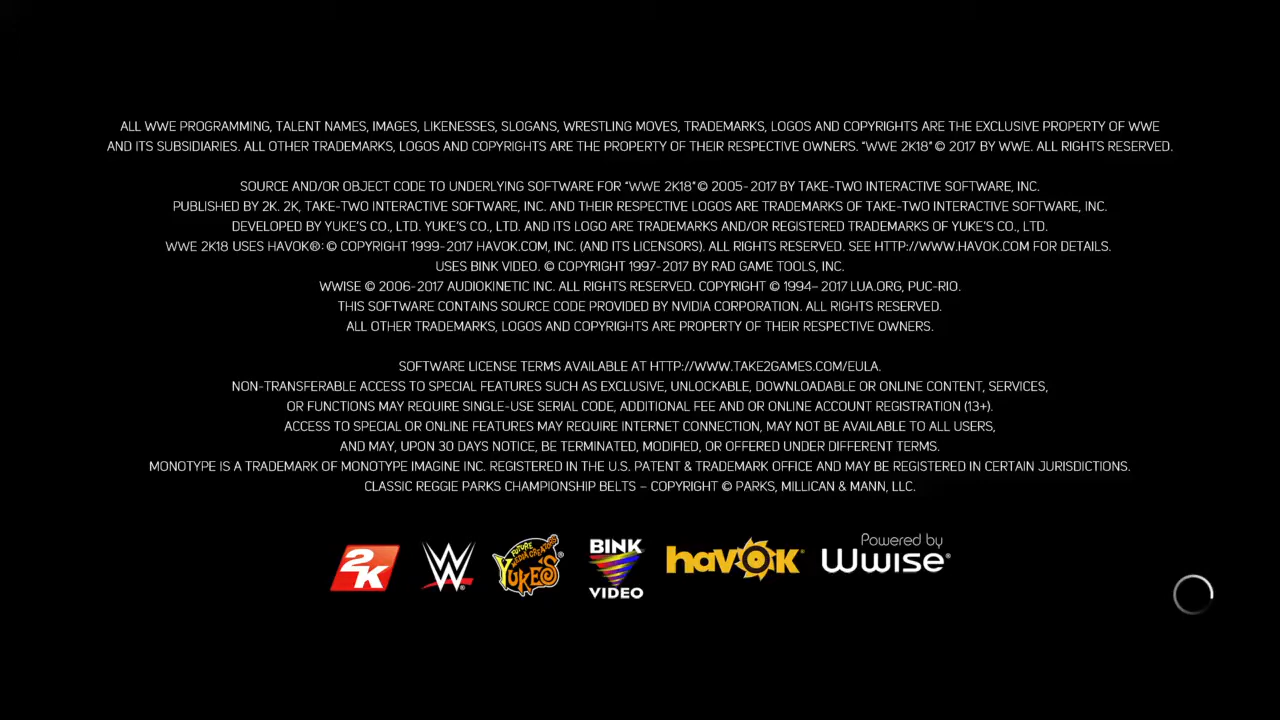 ALL WWE PROGRAMMING, TALENT NAMES, IMAGES, LIKENESSES, SLOGANS, WRESTLING MOVES, TRADEMARKS, LOGOS AND COPYRIGHTS ARE THE EXCLUSIVE PROPERTY OF WWE
AND ITS SUBSIDIARIES. ALL OTHER TRADEMARKS, LOGOS AND COPYRIGHTS ARE THE PROPERTY OF THEIR RESPECTIVE OWNERS. “WWE 2K18” © 2017 BY WWE. ALL RIGHTS RESERVED.
SOURCE AND/OR OBJECT CODE TO UNDERLYING SOFTWARE FOR “WWE 2K18” © 2005-2017 BY TAKE-TWO INTERACTIVE SOFTWARE, INC.
PUBLISHED BY 2K. 2K, TAKE-TWO INTERACTIVE SOFTWARE, INC. AND THEIR RESPECTIVE LOGOS ARE TRADEMARKS OF TAKE-TWO INTERACTIVE SOFTWARE, INC.
DEVELOPED BY YUKE’S CO., LTD. YUKE’S CO., LTD. AND ITS LOGO ARE TRADEMARKS AND/OR REGISTERED TRADEMARKS OF YUKE’S CO., LTD.
WWE 2K18 USES HAVOK®: © COPYRIGHT 1999-2017 HAVOK.COM, INC. (AND ITS LICENSORS). ALL RIGHTS RESERVED. SEE HTTP://WWW.HAVOK.COM FOR DETAILS.
USES BINK VIDEO. © COPYRIGHT 1997-2017 BY RAD GAME TOOLS, INC.
WWISE © 2006-2017 AUDIOKINETIC INC. ALL RIGHTS RESERVED. COPYRIGHT © 1994– 2017 LUA.ORG, PUC-RIO.
THIS SOFTWARE CONTAINS SOURCE CODE PROVIDED BY NVIDIA CORPORATION. ALL RIGHTS RESERVED.
ALL OTHER TRADEMARKS, LOGOS AND COPYRIGHTS ARE PROPERTY OF THEIR RESPECTIVE OWNERS.
SOFTWARE LICENSE TERMS AVAILABLE AT HTTP://WWW.TAKE2GAMES.COM/EULA.
NON-TRANSFERABLE ACCESS TO SPECIAL FEATURES SUCH AS EXCLUSIVE, UNLOCKABLE, DOWNLOADABLE OR ONLINE CONTENT, SERVICES,
OR FUNCTIONS MAY REQUIRE SINGLE-USE SERIAL CODE, ADDITIONAL FEE AND OR ONLINE ACCOUNT REGISTRATION (13+).
ACCESS TO SPECIAL OR ONLINE FEATURES MAY REQUIRE INTERNET CONNECTION, MAY NOT BE AVAILABLE TO ALL USERS,
AND MAY, UPON 30 DAYS NOTICE, BE TERMINATED, MODIFIED, OR OFFERED UNDER DIFFERENT TERMS.
MONOTYPE IS A TRADEMARK OF MONOTYPE IMAGINE INC. REGISTERED IN THE U.S. PATENT & TRADEMARK OFFICE AND MAY BE REGISTERED IN CERTAIN JURISDICTIONS.
CLASSIC REGGIE PARKS CHAMPIONSHIP BELTS – COPYRIGHT © PARKS, MILLICAN & MANN, LLC.
2K
W
FUTURE MEDIA CREATORS YUKE'S®
BINK VIDEO
havok®
Powered by
Wwise®